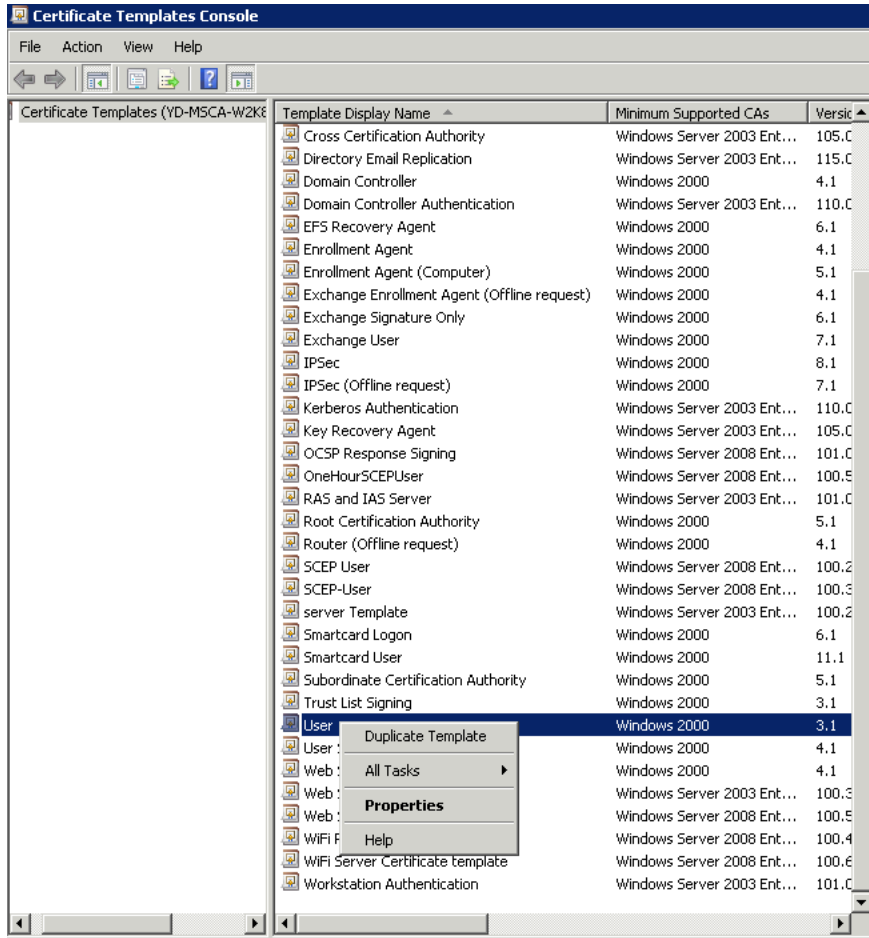 Certificate Templates Console
File Action View Help
Certificate Templates (YD-MSCA-W2K8
Template Display Name Minimum Supported CAs Versio
Cross Certification Authority Windows Server 2003 Ent... 105.0
Directory Email Replication Windows Server 2003 Ent... 115.0
Domain Controller Windows 2000 4.1
Domain Controller Authentication Windows Server 2003 Ent... 110.0
EFS Recovery Agent Windows 2000 6.1
Enrollment Agent Windows 2000 4.1
Enrollment Agent (Computer) Windows 2000 5.1
Exchange Enrollment Agent (Offline request) Windows 2000 4.1
Exchange Signature Only Windows 2000 6.1
Exchange User Windows 2000 7.1
IPSec Windows 2000 8.1
IPSec (Offline request) Windows 2000 7.1
Kerberos Authentication Windows Server 2003 Ent... 110.0
Key Recovery Agent Windows Server 2003 Ent... 105.0
OCSP Response Signing Windows Server 2008 Ent... 101.0
OneHourSCEPUser Windows Server 2008 Ent... 100.5
RAS and IAS Server Windows Server 2003 Ent... 101.0
Root Certification Authority Windows 2000 5.1
Router (Offline request) Windows 2000 4.1
SCEP User Windows Server 2008 Ent... 100.2
SCEP-User Windows Server 2008 Ent... 100.3
server Template Windows Server 2003 Ent... 100.2
Smartcard Logon Windows 2000 6.1
Smartcard User Windows 2000 11.1
Subordinate Certification Authority Windows 2000 5.1
Trust List Signing Windows 2000 3.1
User Windows 2000 3.1
User Windows 2000 4.1
Web Windows 2000 4.1
Web Windows Server 2003 Ent... 100.3
Web Windows Server 2008 Ent... 100.5
WiFi Windows Server 2008 Ent... 100.4
WiFi Server Certificate template Windows Server 2008 Ent... 100.6
Workstation Authentication Windows Server 2003 Ent... 101.0
Duplicate Template
All Tasks
Properties
Help